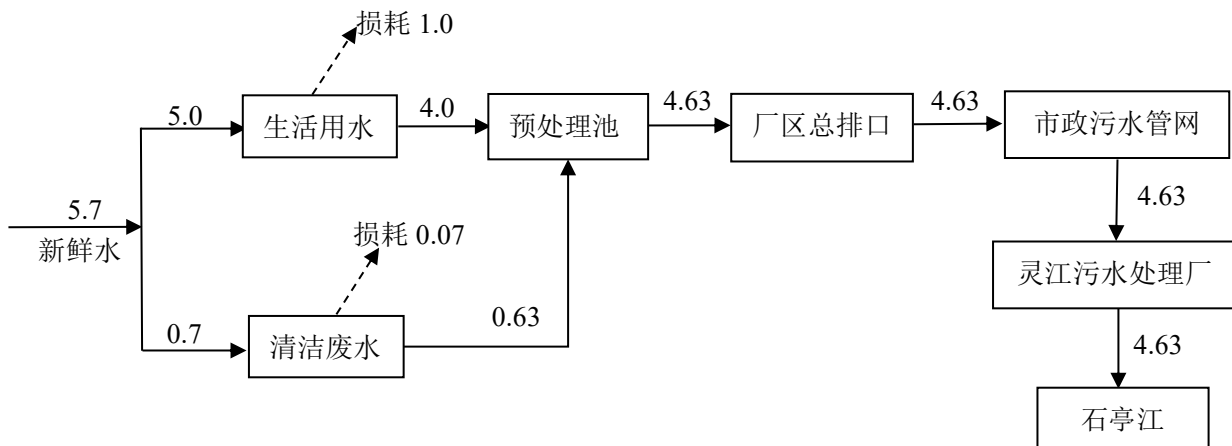 损耗 1.0
5.0
生活用水
4.0
预处理池
4.63
厂区总排口
4.63
市政污水管网
5.7
新鲜水
4.63
损耗 0.07
灵江污水处理厂
0.7
清洁废水
0.63
4.63
石亭江